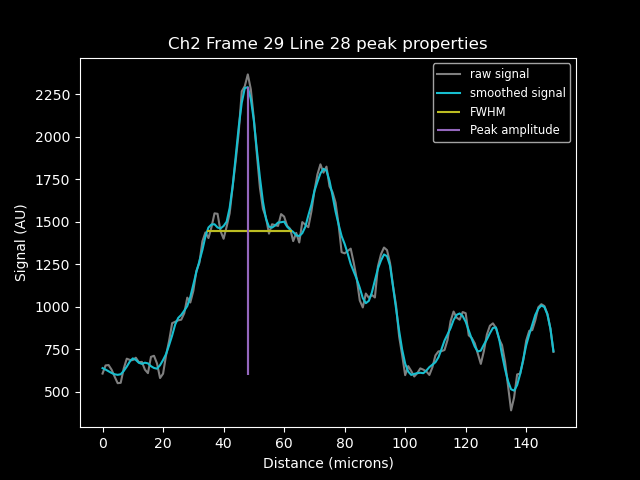 Ch2 Frame 29 Line 28 peak properties
raw signal
smoothed signal
FWHM
Peak amplitude
Signal (AU)
2250
2000
1750
1500
1250
1000
750
500
0 20 40 60 80 100 120 140
Distance (microns)